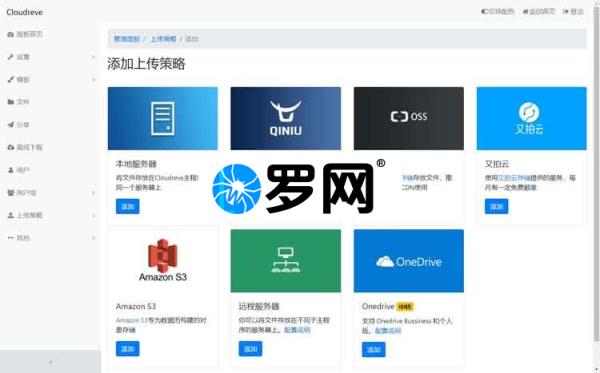 Cloudreve
切换配色 返回首页 登出
面板首页
设置
模板
文件
分享
离线下载
用户
用户组
上传策略
其他
管理面板 / 上传策略 / 添加
添加上传策略
QINIU
OSS
又拍云
本地服务器
将文件存放在Cloudreve主程序
同一个服务器上
添加
存放文件，推
CDN使用
又拍云
使用又拍云存储提供的服务，每
月有一定免费额度
添加
罗网®
Amazon S3
OneDrive
Amazon S3
Amazon S3专为数据而构建的对
象存储
添加
远程服务器
你可以将文件存放在不同于主程
序的服务器上。配置说明
添加
Onedrive
支持 Onedrive Bussiness 和个人
版。配置说明
添加